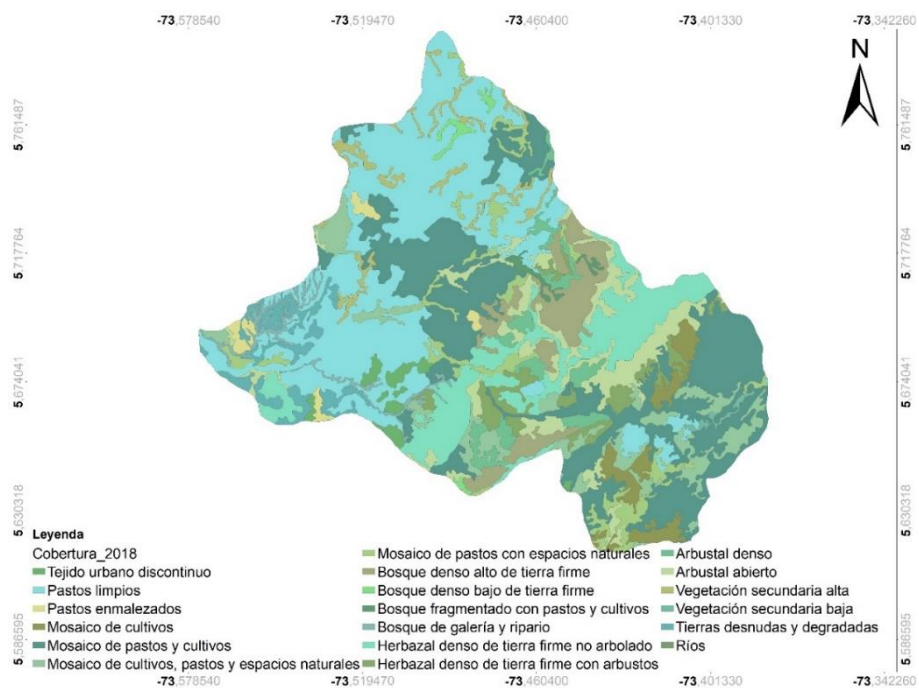 -73,578540 -73,519470 -73,460400 -73,401330 -73,342260
N
5,761487 5,761487
5,717764 5,717764
5,674041 5,674041
5,630318 5,630318
5,586595 5,586595
Leyenda
Cobertura_2018
Tejido urbano discontinuo
Pastos limpios
Pastos enmalezados
Mosaico de cultivos
Mosaico de pastos y cultivos
Mosaico de cultivos, pastos y espacios naturales
Mosaico de pastos con espacios naturales
Bosque denso alto de tierra firme
Bosque denso bajo de tierra firme
Bosque fragmentado con pastos y cultivos
Bosque de galería y ripario
Herbazal denso de tierra firme no arbolado
Herbazal denso de tierra firme con arbustos
Arbustal denso
Arbustal abierto
Vegetación secundaria alta
Vegetación secundaria baja
Tierras desnudas y degradadas
Ríos
-73,578540 -73,519470 -73,460400 -73,401330 -73,342260